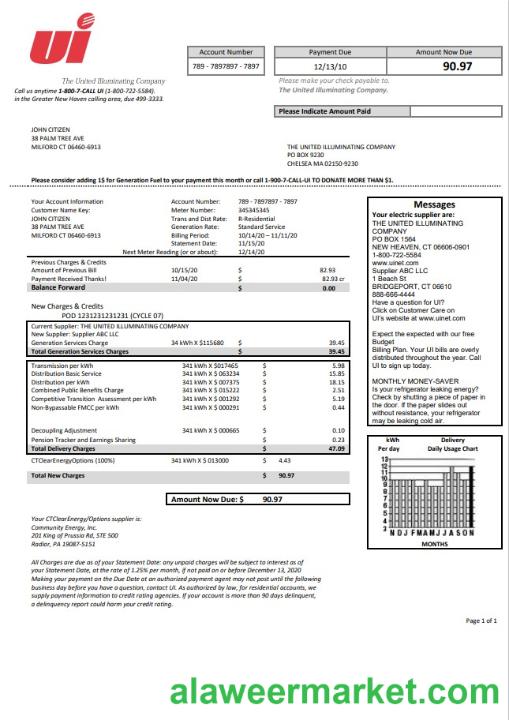 ui
Account Number
Payment Due
Amount Now Due
789 - 7897897 - 7897
12/13/10
90.97
The United Illuminating Company
Call us anytime 1-800-7-CALL UI (1-800-722-5584).
in the Greater New Haven calling area, due 499-3333.
Please make your check payable to.
The United Illuminating Company.
Please Indicate Amount Paid
JOHN CITIZEN
38 PALM TREE AVE
MILFORD CT 06460-6913
THE UNITED ILLUMINATING COMPANY
PO BOX 9230
CHELSEA MA 02150-9230
Please consider adding 1$ for Generation Fuel to your payment this month or call 1-900-7-CALL-UI TO DONATE MORE THAN $1.
Your Account Information
Customer Name Key:
JOHN CITIZEN
38 PALM TREE AVE
MILFORD CT 06460-6913
Account Number: 789 - 7897897 - 7897
Meter Number: 345345345
Trans and Dist Rate: R-Residential
Generation Rate: Standard Service
Billing Period: 10/14/20 – 11/11/20
Statement Date: 11/15/20
Next Meter Reading (or about): 12/14/20
Previous Charges & Credits
Amount of Previous Bill 10/15/20 $ 82.93
Payment Received Thanks! 11/04/20 $ 82.93 cr
Balance Forward $ 0.00
New Charges & Credits
POD 1231231231231 (CYCLE 07)
Current Supplier: THE UNITED ILLUMINATING COMPANY
New Supplier: Supplier ABC LLC
Generation Services Charge 34 kWH X $115680 $ 39.45
Total Generation Services Charges $ 39.45
Transmission per kWH 341 kWH X $017465 $ 5.98
Distribution Basic Service 341 kWH X $ 063234 $ 15.85
Distribution per kWH 341 kWH X $ 007375 $ 18.15
Combined Public Benefits Charge 341 kWH X $ 015222 $ 2.51
Competitive Transition Assessment per kWH 341 kWH X $ 001292 $ 5.19
Non-Bypassable FMCC per kWH 341 kWH X $ 000291 $ 0.44
Decoupling Adjustment 341 kWH X $ 000665 $ 0.10
Pension Tracker and Earnings Sharing $ 0.23
Total Delivery Charges $ 47.09
CTClearEnergyOptions (100%) 341 kWH X $ 013000 $ 4.43
Total New Charges $ 90.97
Amount Now Due: $ 90.97
Your CTClearEnergy/Options supplier is:
Community Energy, Inc.
201 King of Prussia Rd, STE 500
Radior, PA 19087-5151
All Charges are due as of your Statement Date: any unpaid charges will be subject to interest as of
your Statement Date, at the rate of 1.25% per month, if not paid on or before December 13, 2020
Making your payment on the Due Date at an authorized payment agent may not post until the following
business day before you have a question, contact UI. As authorized by law, for residential accounts, we
supply payment information to credit rating agencies. If your account is more than 90 days delinquent,
a delinquency report could harm your credit rating.
Messages
Your electric supplier are:
THE UNITED ILLUMINATING
COMPANY
PO BOX 1564
NEW HEAVEN, CT 06606-0901
1-800-722-5584
www.uinet.com
Supplier ABC LLC
1 Beach St
BRIDGEPORT, CT 06610
888-666-4444
Have a question for UI?
Click on Customer Care on
UI's website at www.uinet.com
Expect the expected with our free
Budget
Billing Plan. Your UI bills are overly
distributed throughout the year. Call
UI to sign up today.
MONTHLY MONEY-SAVER
Is your refrigerator leaking energy?
Check by shutting a piece of paper in
the door. If the paper slides out
without resistance, your refrigerator
may be leaking cold air.
kWh Delivery
Per day Daily Usage Chart
13
12
11
10
9
8
7
6
5
4
3
N D J F M A M J J A S O N
MONTHS
Page 1 of 1
alaweermarket.com